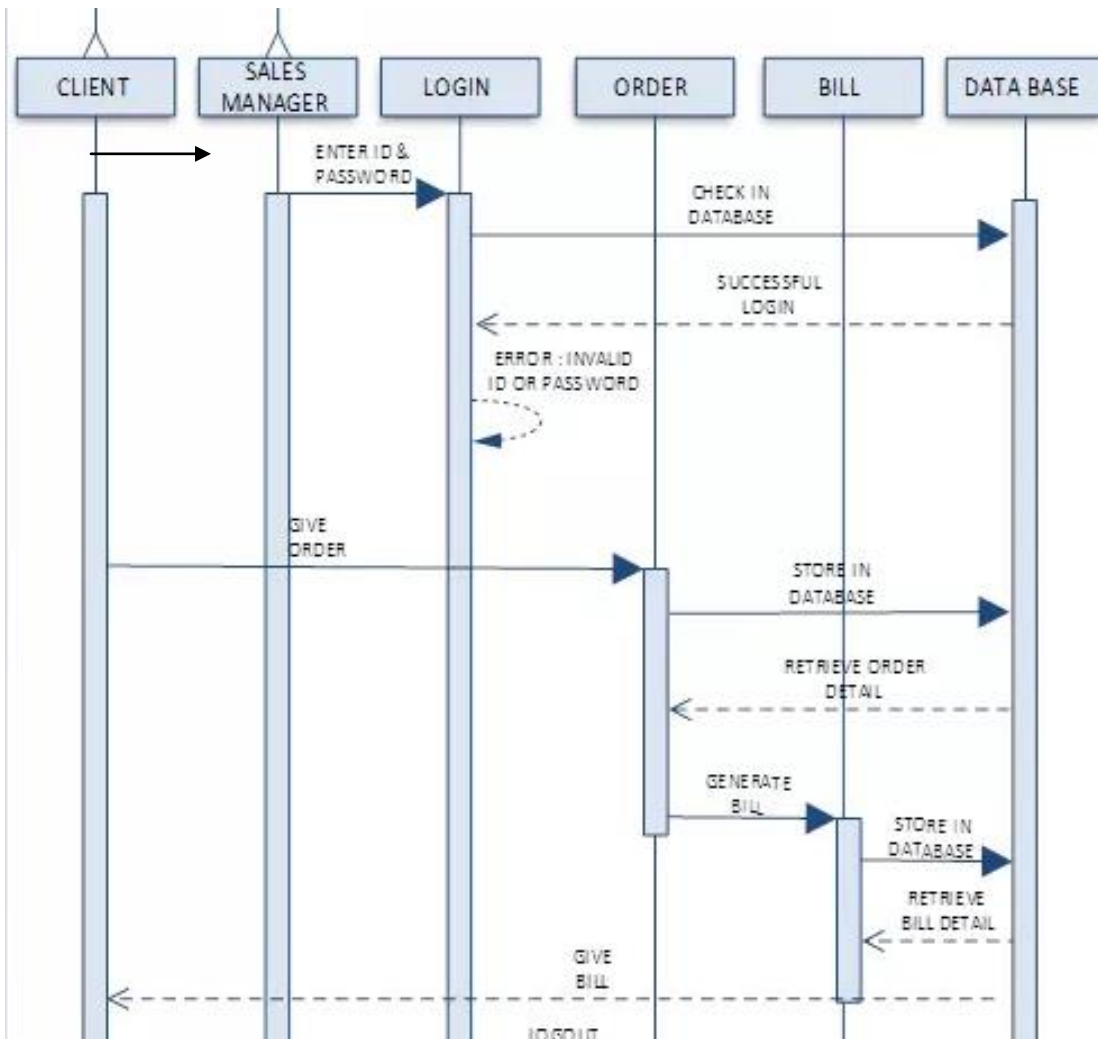 CLIENT
SALES
MANAGER
LOGIN
ORDER
BILL
DATA BASE
ENTER ID &
PASSWORD
CHECK IN
DATABASE
SUCCESSFUL
LOGIN
ERROR : INVALID
ID OR PASSWORD
GIVE
ORDER
STORE IN
DATABASE
RETRIEVE ORDER
DETAIL
GENERATE
BILL
STORE IN
DATABASE
RETRIEVE
BILL DETAIL
GIVE
BILL
LOGOUT